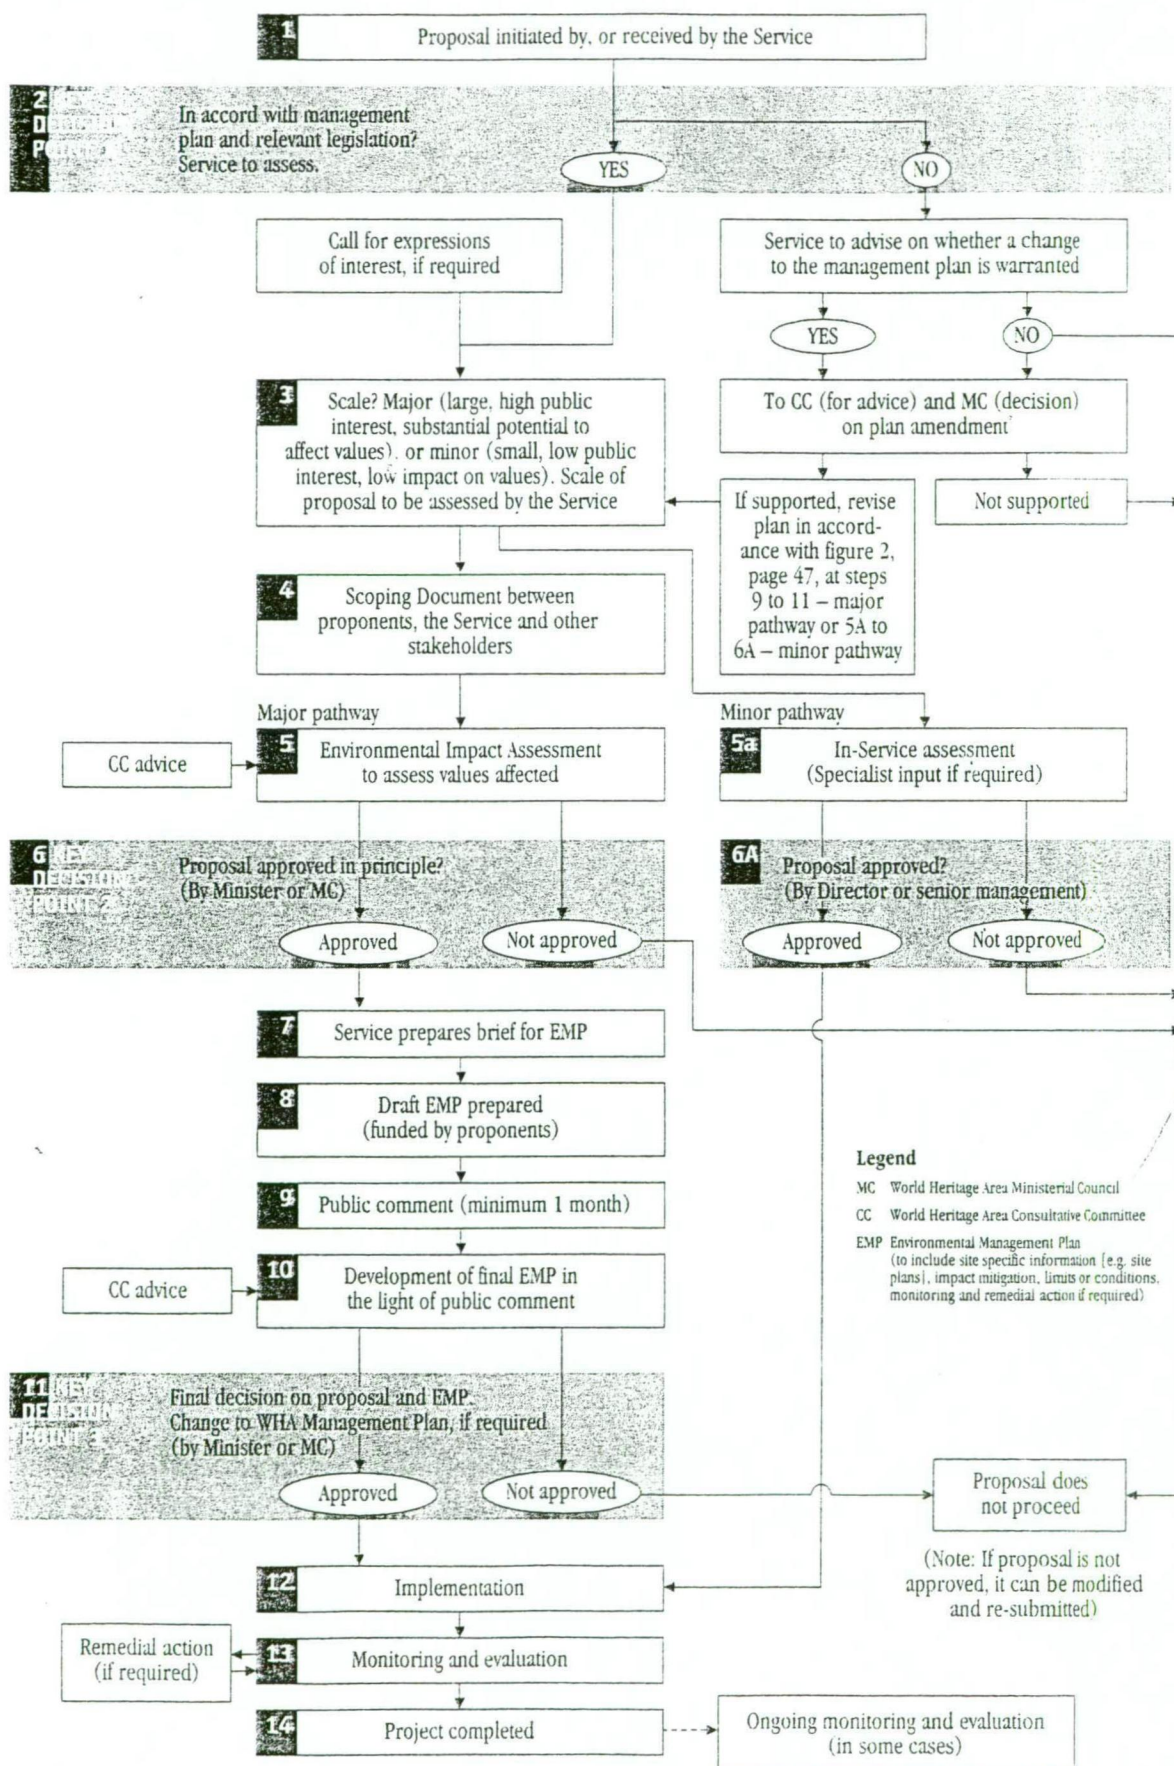 1
Proposal initiated by, or received by the Service
2 KEY
DECISION
POINT
In accord with management
plan and relevant legislation?
Service to assess.
YES
NO
Call for expressions
of interest, if required
Service to advise on whether a change
to the management plan is warranted
YES
NO
3
Scale? Major (large, high public
interest, substantial potential to
affect values), or minor (small, low public
interest, low impact on values). Scale of
proposal to be assessed by the Service
To CC (for advice) and MC (decision)
on plan amendment
If supported, revise
plan in accord-
ance with figure 2,
page 47, at steps
9 to 11 – major
pathway or 5A to
6A – minor pathway
Not supported
4
Scoping Document between
proponents, the Service and other
stakeholders
Major pathway
Minor pathway
CC advice
5
Environmental Impact Assessment
to assess values affected
5a
In-Service assessment
(Specialist input if required)
6 KEY
DECISION
POINT 2
Proposal approved in principle?
(By Minister or MC)
Approved
Not approved
6A
Proposal approved?
(By Director or senior management)
Approved
Not approved
7
Service prepares brief for EMP
8
Draft EMP prepared
(funded by proponents)
9
Public comment (minimum 1 month)
CC advice
10
Development of final EMP in
the light of public comment
Legend
MC World Heritage Area Ministerial Council
CC World Heritage Area Consultative Committee
EMP Environmental Management Plan
(to include site specific information [e.g. site
plans], impact mitigation, limits or conditions,
monitoring and remedial action if required)
11 KEY
DECISION
POINT 3
Final decision on proposal and EMP.
Change to WHA Management Plan, if required
(by Minister or MC)
Approved
Not approved
Proposal does
not proceed
(Note: If proposal is not
approved, it can be modified
and re-submitted)
12
Implementation
Remedial action
(if required)
13
Monitoring and evaluation
14
Project completed
Ongoing monitoring and evaluation
(in some cases)